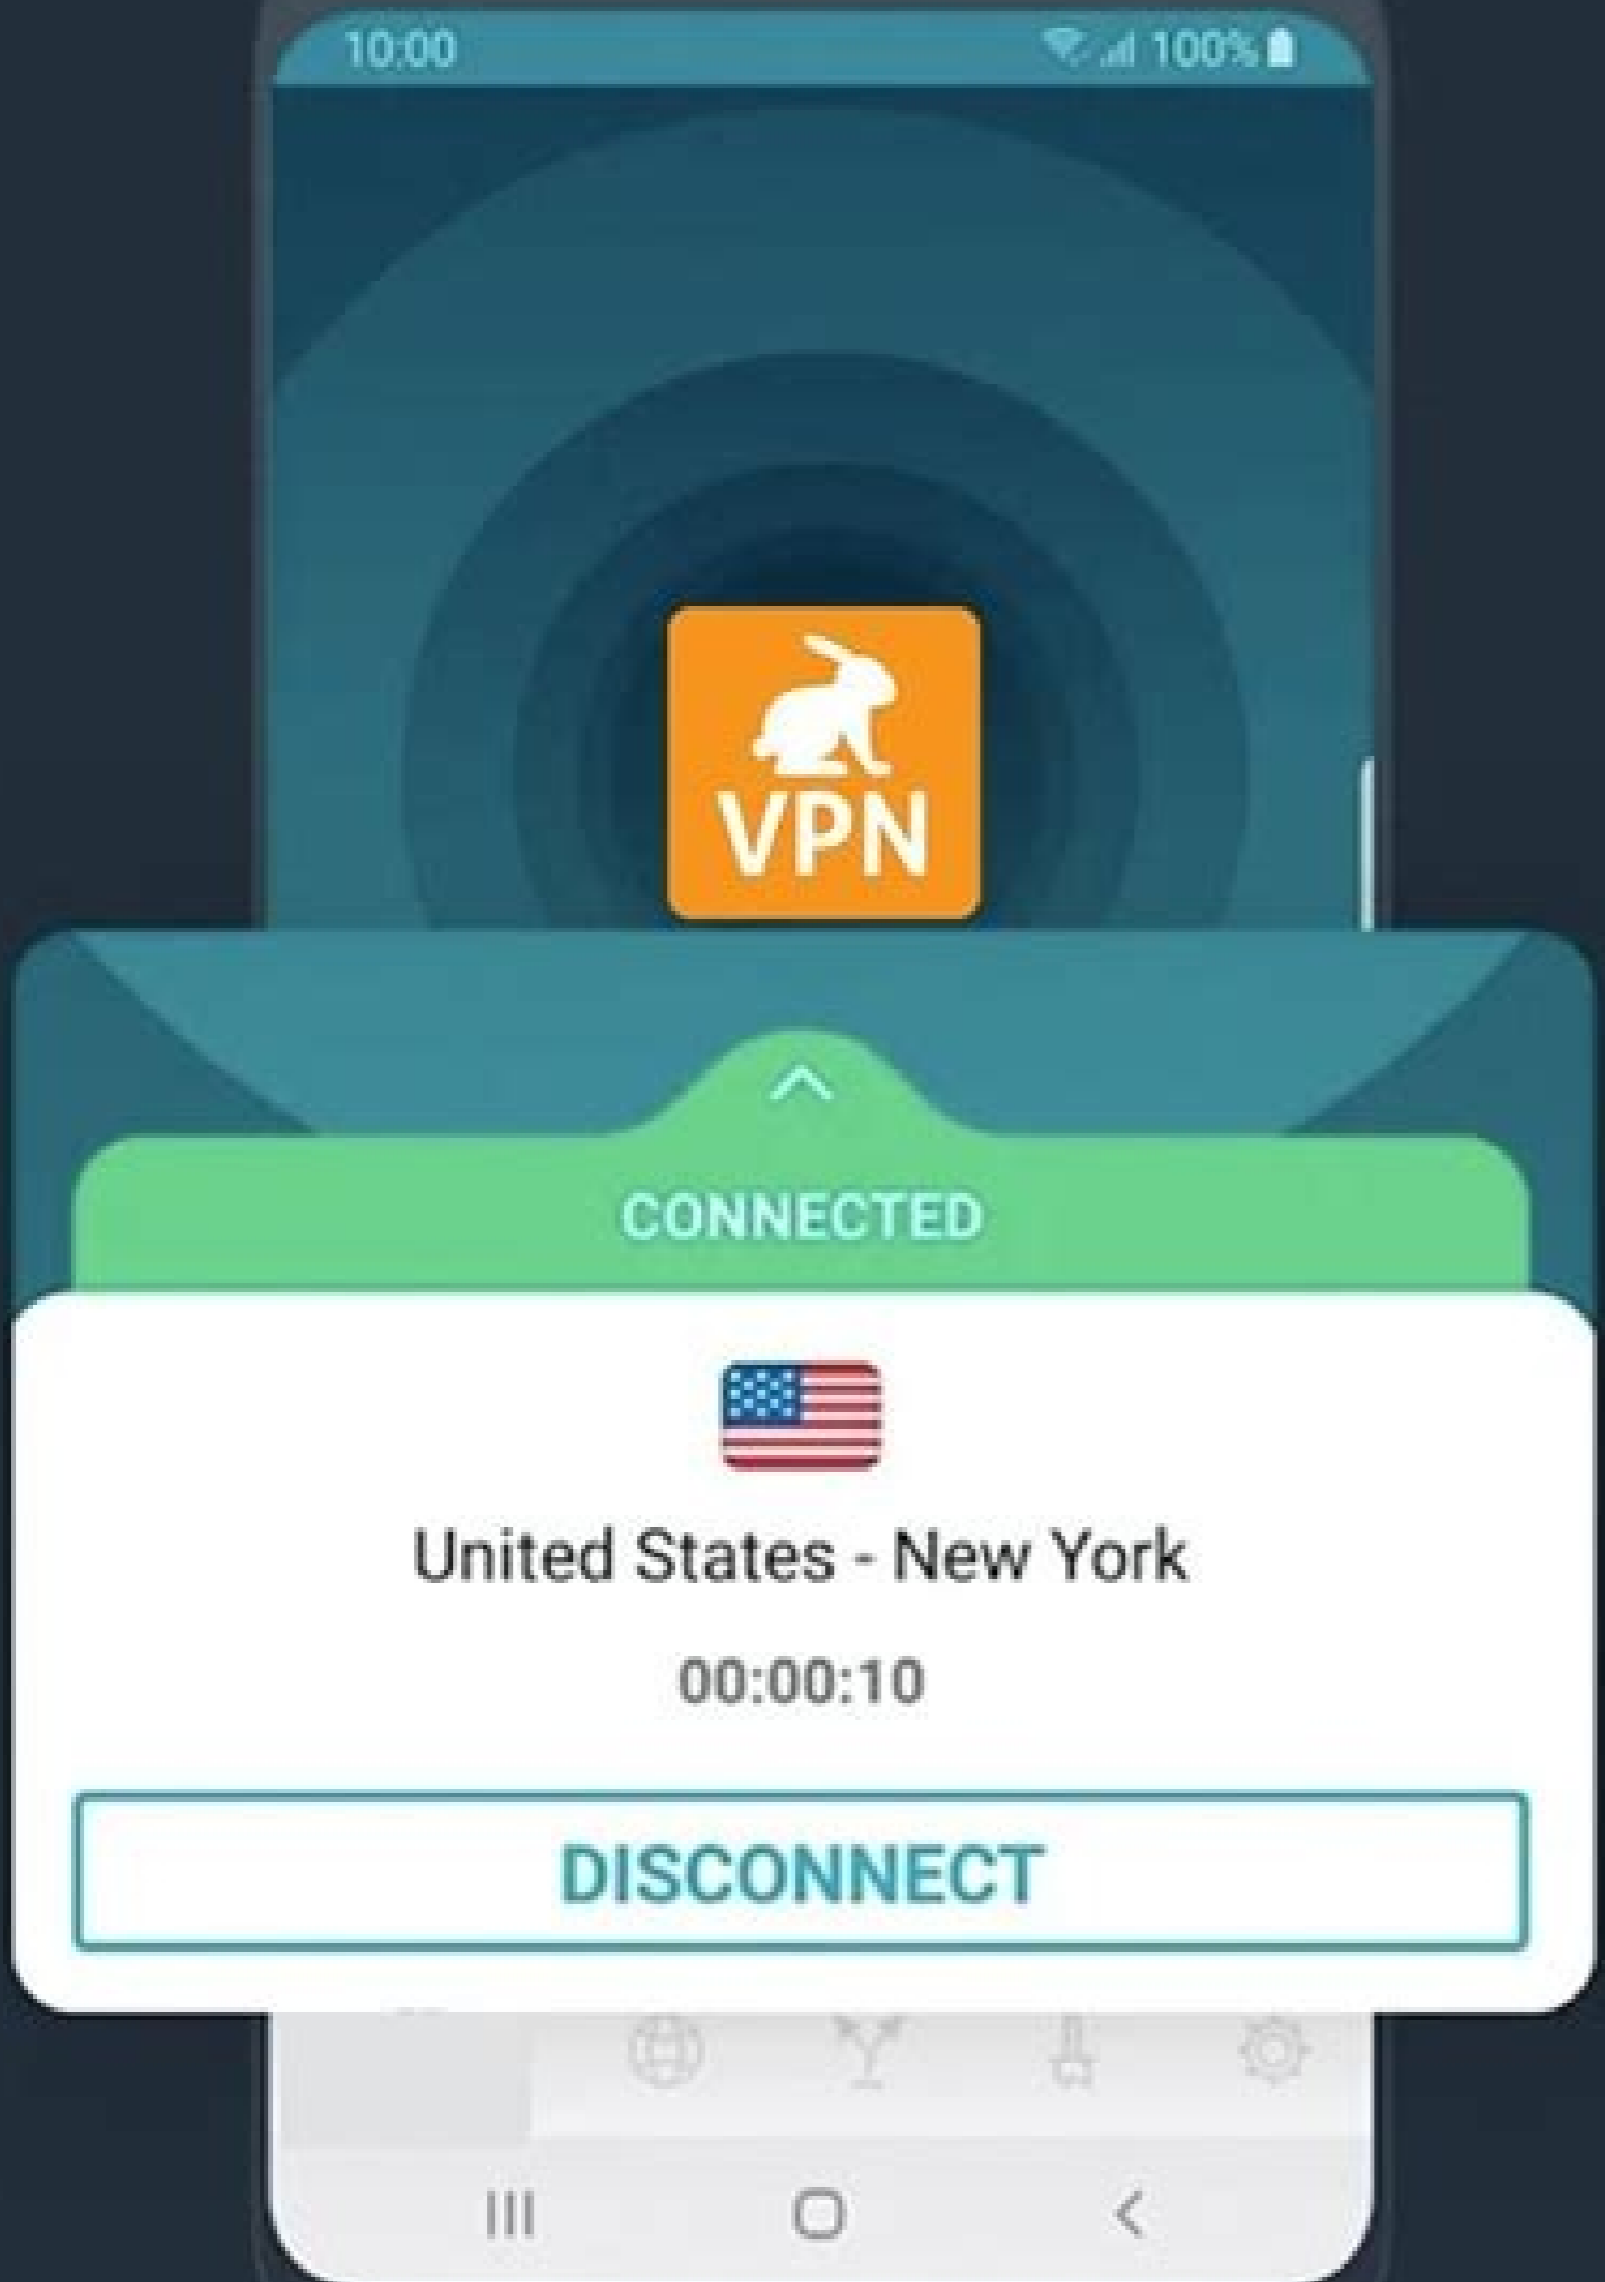 10:00 100%
VPN
CONNECTED
United States - New York
00:00:10
DISCONNECT